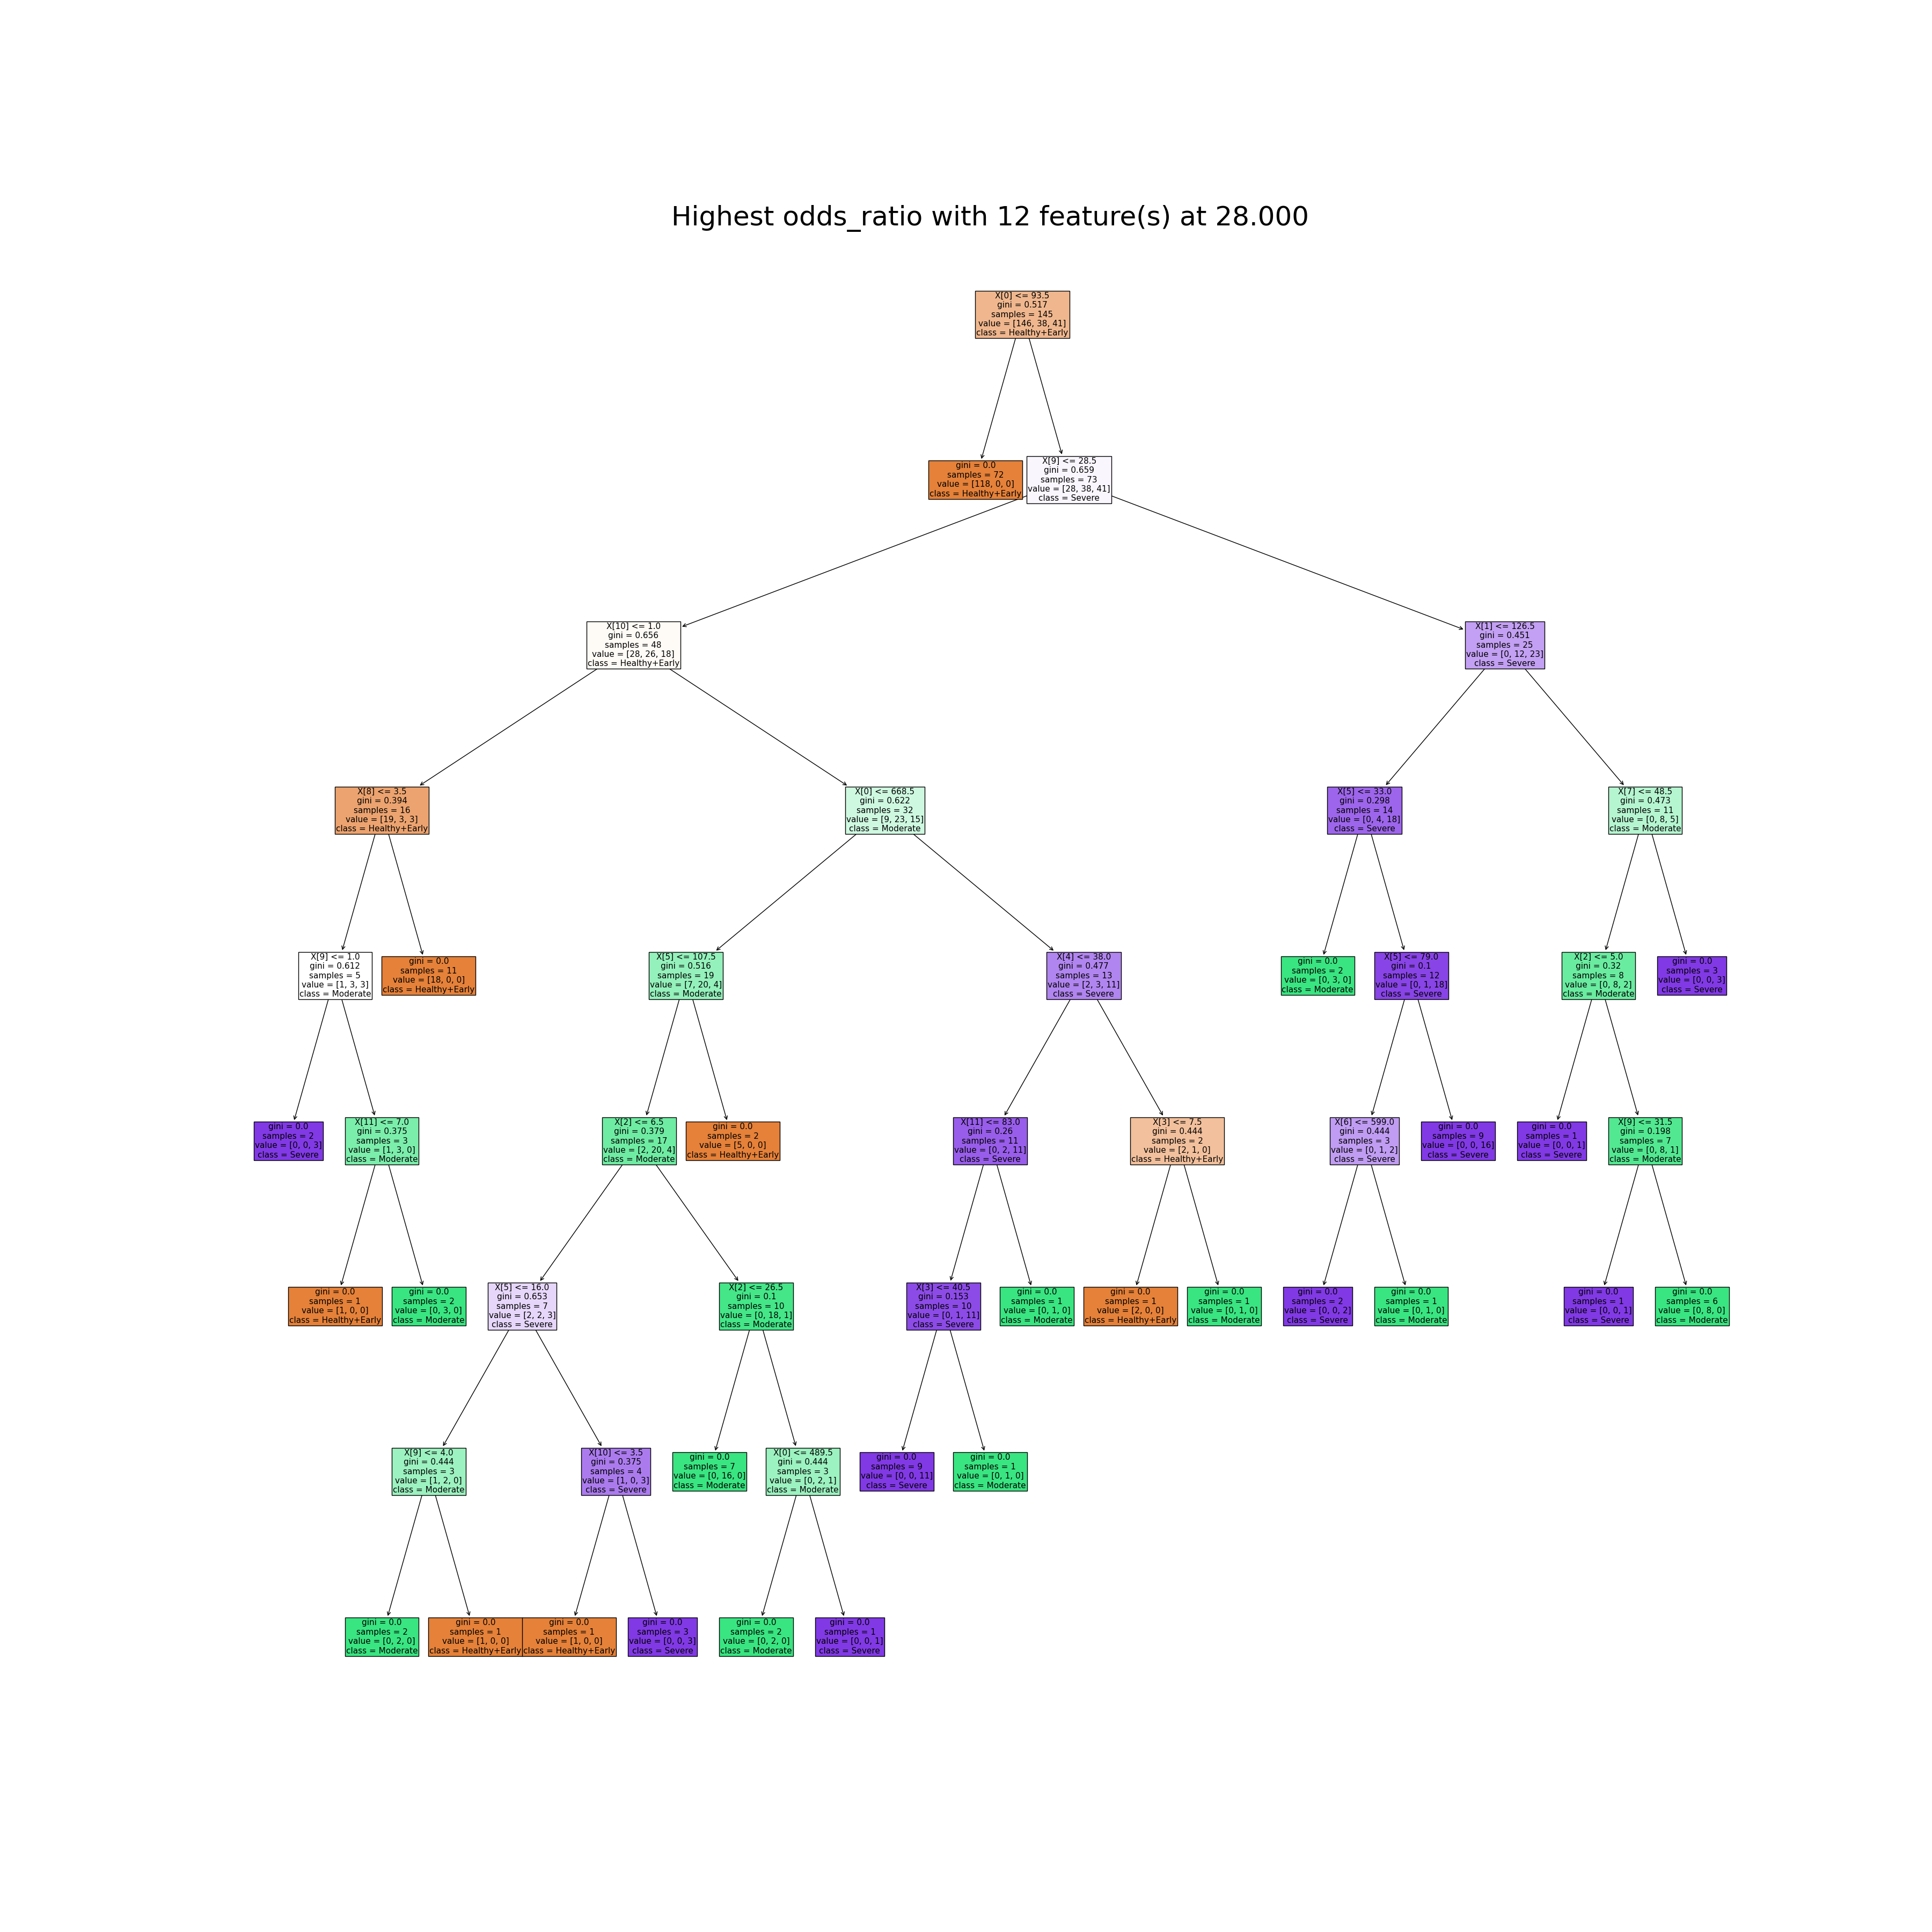 Highest odds_ratio with 12 feature(s) at 28.000
X[0] <= 93.5
gini = 0.517
samples = 145
value = [146, 38, 41]
class = Healthy+Early
gini = 0.0
samples = 72
value = [118, 0, 0]
class = Healthy+Early
X[9] <= 28.5
gini = 0.659
samples = 73
value = [28, 38, 41]
class = Severe
X[10] <= 1.0
gini = 0.656
samples = 48
value = [28, 26, 18]
class = Healthy+Early
X[1] <= 126.5
gini = 0.451
samples = 25
value = [0, 12, 23]
class = Severe
X[8] <= 3.5
gini = 0.394
samples = 16
value = [19, 3, 3]
class = Healthy+Early
X[0] <= 668.5
gini = 0.622
samples = 32
value = [9, 23, 15]
class = Moderate
X[5] <= 33.0
gini = 0.298
samples = 14
value = [0, 4, 18]
class = Severe
X[7] <= 48.5
gini = 0.473
samples = 11
value = [0, 8, 5]
class = Moderate
X[9] <= 1.0
gini = 0.612
samples = 5
value = [1, 3, 3]
class = Moderate
gini = 0.0
samples = 11
value = [18, 0, 0]
class = Healthy+Early
X[5] <= 107.5
gini = 0.516
samples = 19
value = [7, 20, 4]
class = Moderate
X[4] <= 38.0
gini = 0.477
samples = 13
value = [2, 3, 11]
class = Severe
gini = 0.0
samples = 2
value = [0, 3, 0]
class = Moderate
X[5] <= 79.0
gini = 0.1
samples = 12
value = [0, 1, 18]
class = Severe
X[2] <= 5.0
gini = 0.32
samples = 8
value = [0, 8, 2]
class = Moderate
gini = 0.0
samples = 3
value = [0, 0, 3]
class = Severe
gini = 0.0
samples = 2
value = [0, 0, 3]
class = Severe
X[11] <= 7.0
gini = 0.375
samples = 3
value = [1, 3, 0]
class = Moderate
X[2] <= 6.5
gini = 0.379
samples = 17
value = [2, 20, 4]
class = Moderate
gini = 0.0
samples = 2
value = [5, 0, 0]
class = Healthy+Early
X[11] <= 83.0
gini = 0.26
samples = 11
value = [0, 2, 11]
class = Severe
X[3] <= 7.5
gini = 0.444
samples = 2
value = [2, 1, 0]
class = Healthy+Early
X[6] <= 599.0
gini = 0.444
samples = 3
value = [0, 1, 2]
class = Severe
gini = 0.0
samples = 9
value = [0, 0, 16]
class = Severe
gini = 0.0
samples = 1
value = [0, 0, 1]
class = Severe
X[9] <= 31.5
gini = 0.198
samples = 7
value = [0, 8, 1]
class = Moderate
gini = 0.0
samples = 1
value = [1, 0, 0]
class = Healthy+Early
gini = 0.0
samples = 2
value = [0, 3, 0]
class = Moderate
X[5] <= 16.0
gini = 0.653
samples = 7
value = [2, 2, 3]
class = Severe
X[2] <= 26.5
gini = 0.1
samples = 10
value = [0, 18, 1]
class = Moderate
X[3] <= 40.5
gini = 0.153
samples = 10
value = [0, 1, 11]
class = Severe
gini = 0.0
samples = 1
value = [0, 1, 0]
class = Moderate
gini = 0.0
samples = 1
value = [2, 0, 0]
class = Healthy+Early
gini = 0.0
samples = 1
value = [0, 1, 0]
class = Moderate
gini = 0.0
samples = 2
value = [0, 0, 2]
class = Severe
gini = 0.0
samples = 1
value = [0, 1, 0]
class = Moderate
gini = 0.0
samples = 1
value = [0, 0, 1]
class = Severe
gini = 0.0
samples = 6
value = [0, 8, 0]
class = Moderate
X[9] <= 4.0
gini = 0.444
samples = 3
value = [1, 2, 0]
class = Moderate
X[10] <= 3.5
gini = 0.375
samples = 4
value = [1, 0, 3]
class = Severe
gini = 0.0
samples = 7
value = [0, 16, 0]
class = Moderate
X[0] <= 489.5
gini = 0.444
samples = 3
value = [0, 2, 1]
class = Moderate
gini = 0.0
samples = 9
value = [0, 0, 11]
class = Severe
gini = 0.0
samples = 1
value = [0, 1, 0]
class = Moderate
gini = 0.0
samples = 2
value = [0, 2, 0]
class = Moderate
gini = 0.0
samples = 1
value = [1, 0, 0]
class = Healthy+Early
gini = 0.0
samples = 1
value = [1, 0, 0]
class = Healthy+Early
gini = 0.0
samples = 3
value = [0, 0, 3]
class = Severe
gini = 0.0
samples = 2
value = [0, 2, 0]
class = Moderate
gini = 0.0
samples = 1
value = [0, 0, 1]
class = Severe